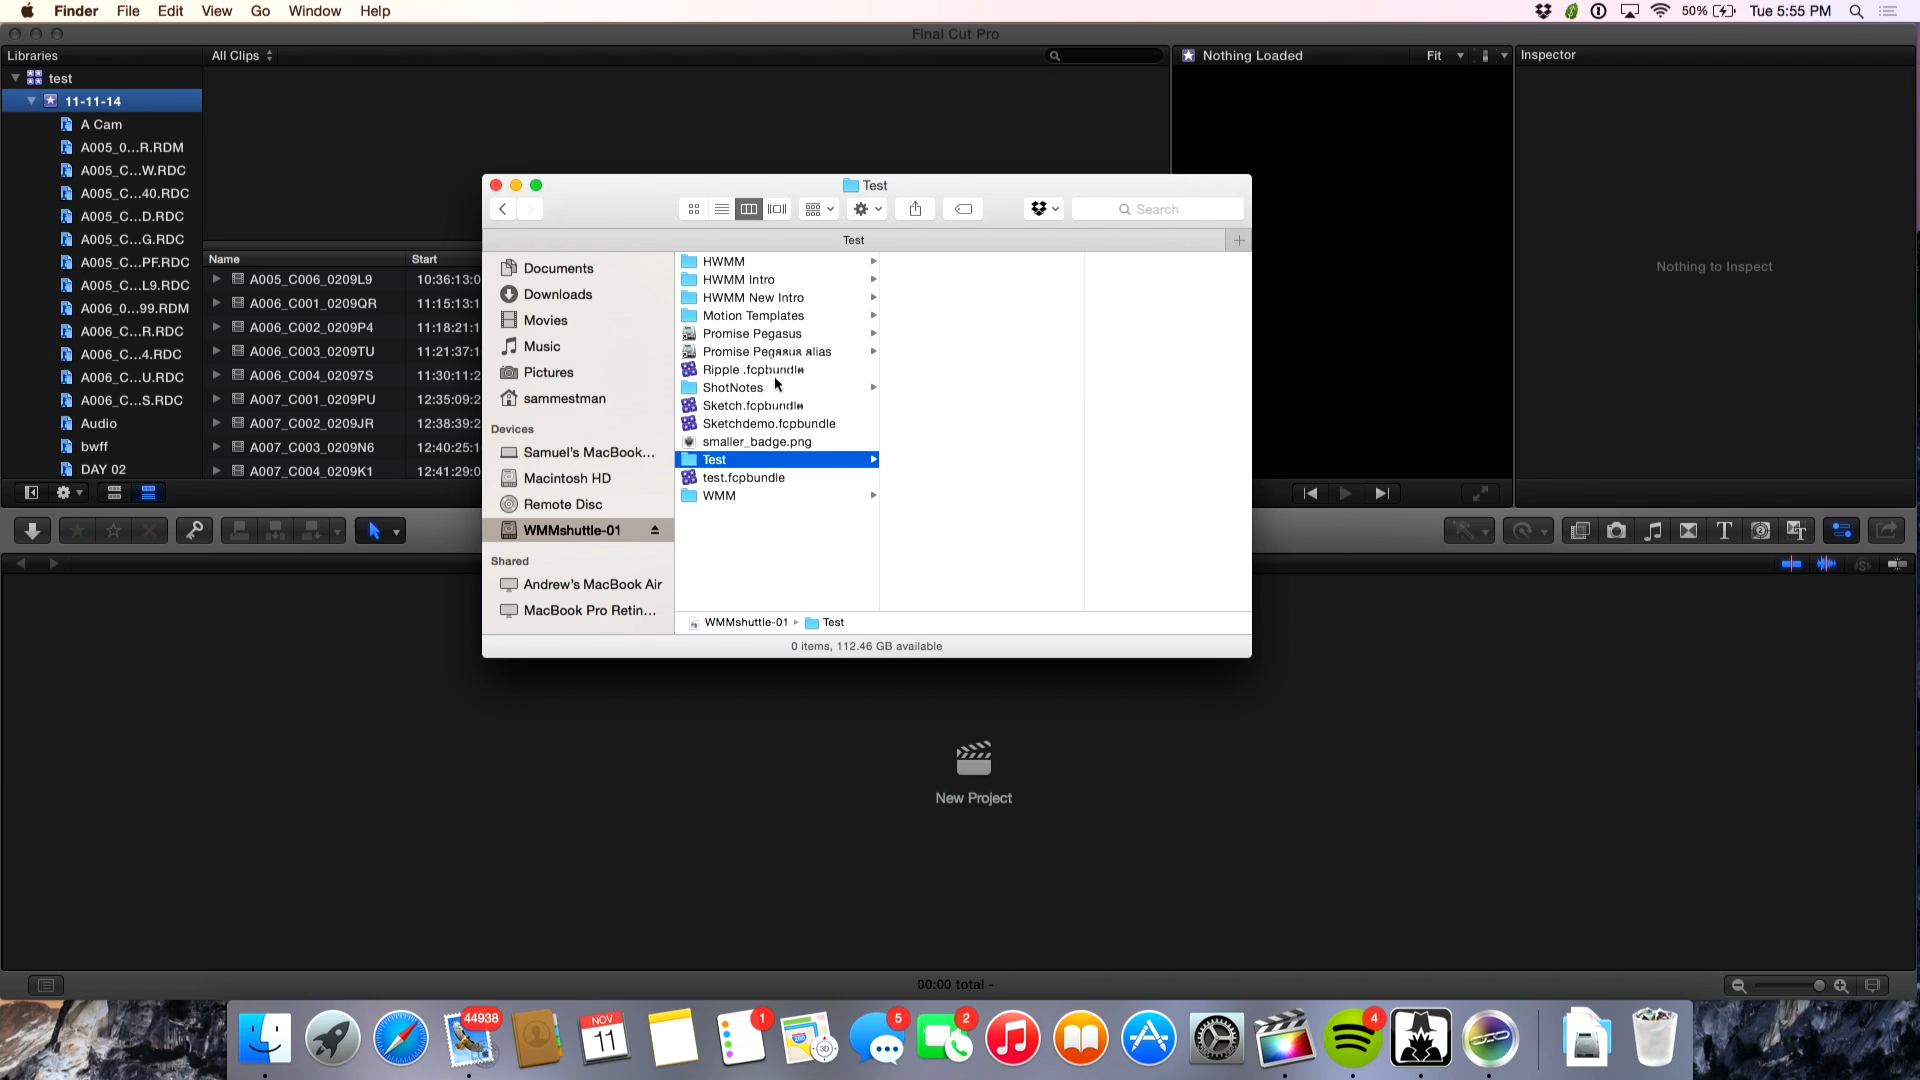 Finder File Edit View Go Window Help
50% Tue 5:55 PM
Final Cut Pro
Libraries
All Clips
Nothing Loaded
Fit
Inspector
test
11-11-14
A Cam
A005_0...R.RDM
A005_C...W.RDC
A005_C...40.RDC
A005_C...D.RDC
A005_C...G.RDC
A005_C...PF.RDC
A005_C...L9.RDC
A006_0...99.RDM
A006_C...R.RDC
A006_C...4.RDC
A006_C...U.RDC
A006_C...S.RDC
Audio
bwff
DAY 02
Name Start
A005_C006_0209L9 10:36:13:0
A006_C001_0209QR 11:15:13:1
A006_C002_0209P4 11:18:21:1
A006_C003_0209TU 11:21:37:1
A006_C004_02097S 11:30:11:2
A007_C001_0209PU 12:35:09:2
A007_C002_0209JR 12:38:39:2
A007_C003_0209N6 12:40:25:1
A007_C004_0209K1 12:41:29:0
Test
Search
Test
Documents
Downloads
Movies
Music
Pictures
sammestman
Devices
Samuel's MacBook...
Macintosh HD
Remote Disc
WMMshuttle-01
Shared
Andrew's MacBook Air
MacBook Pro Retin...
HWMM
HWMM Intro
HWMM New Intro
Motion Templates
Promise Pegasus
Promise Pegasus alias
Ripple .fcpbundle
ShotNotes
Sketch.fcpbundle
Sketchdemo.fcpbundle
smaller_badge.png
Test
test.fcpbundle
WMM
WMMshuttle-01 Test
0 items, 112.46 GB available
Nothing to Inspect
New Project
00:00 total -
44938
NOV
11
1
3D
5
2
4